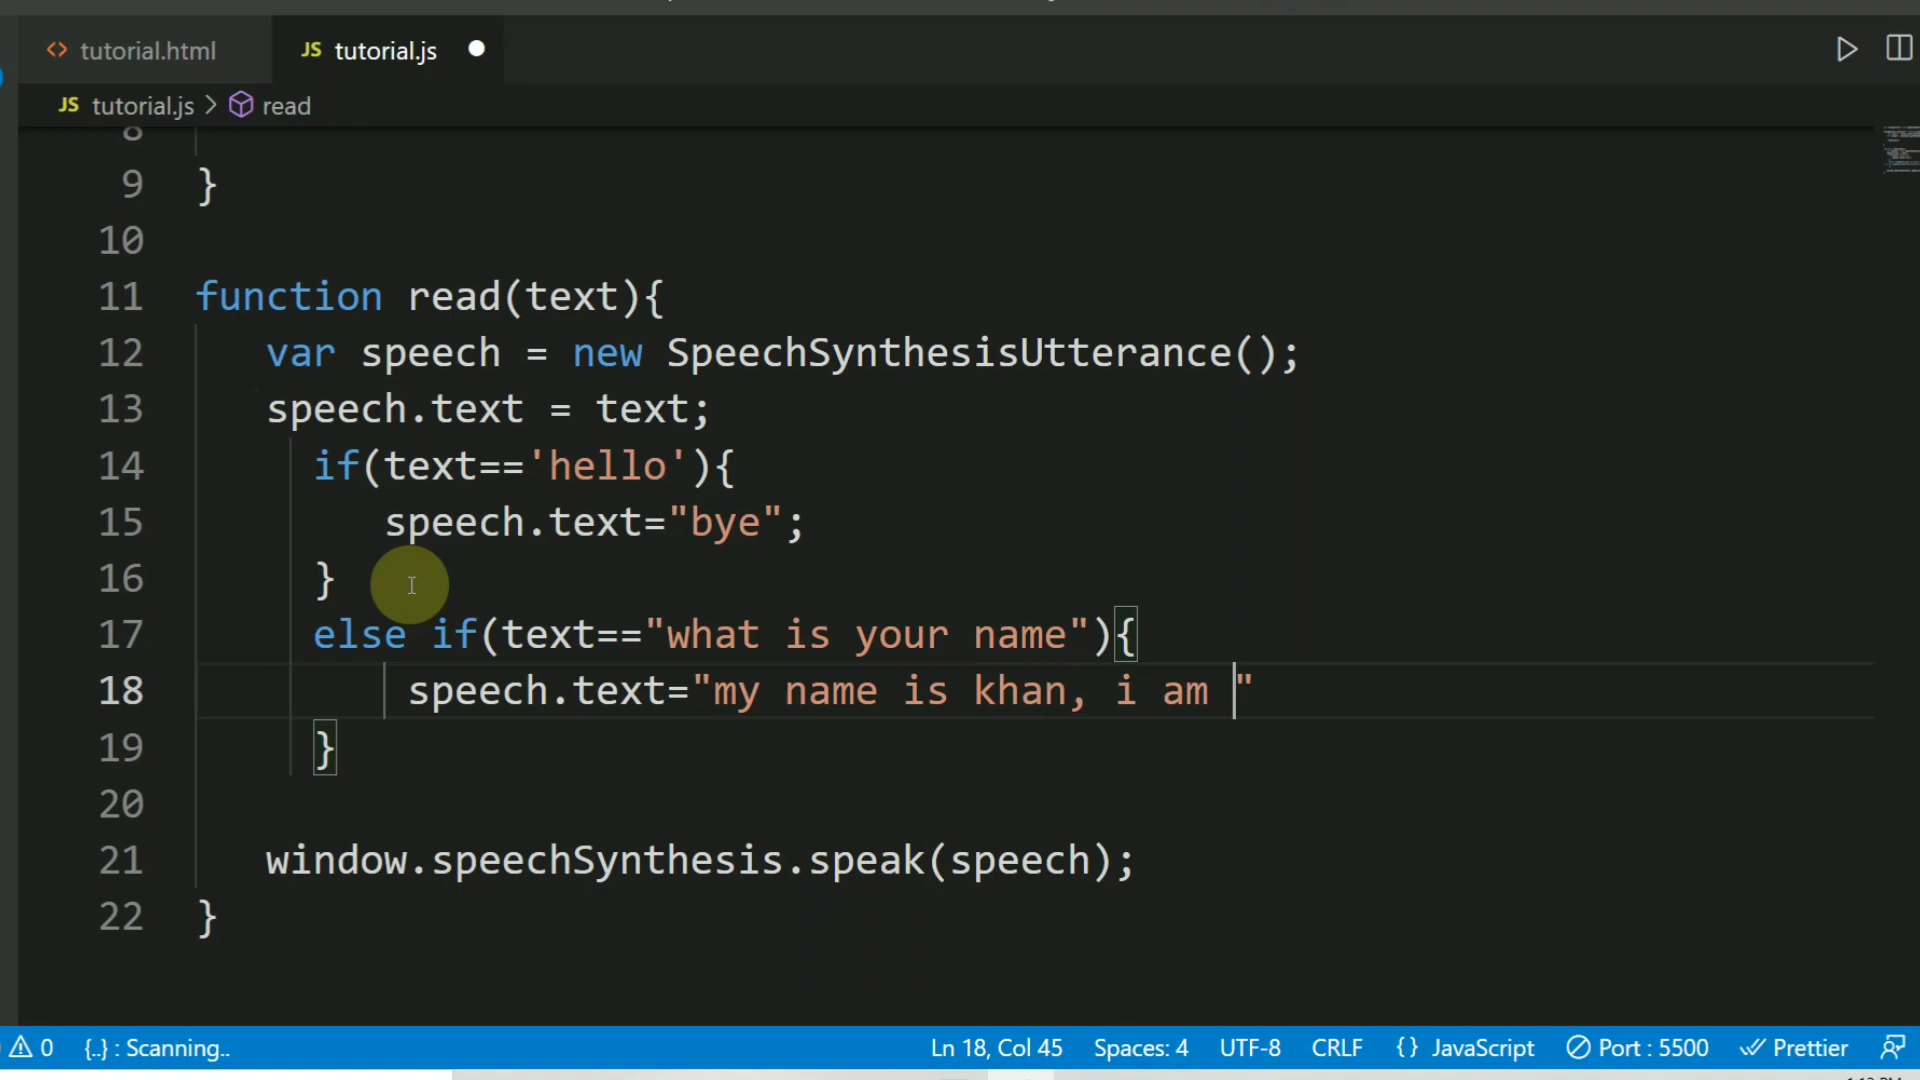 <> tutorial.html JS tutorial.js
JS tutorial.js > read
8
9 }
10
11 function read(text){
12 var speech = new SpeechSynthesisUtterance();
13 speech.text = text;
14 if(text=='hello'){
15 speech.text="bye";
16 }
17 else if(text=="what is your name"){
18 speech.text="my name is khan, i am "
19 }
20
21 window.speechSynthesis.speak(speech);
22 }
0 {..} : Scanning.. Ln 18, Col 45 Spaces: 4 UTF-8 CRLF {} JavaScript Port : 5500 Prettier